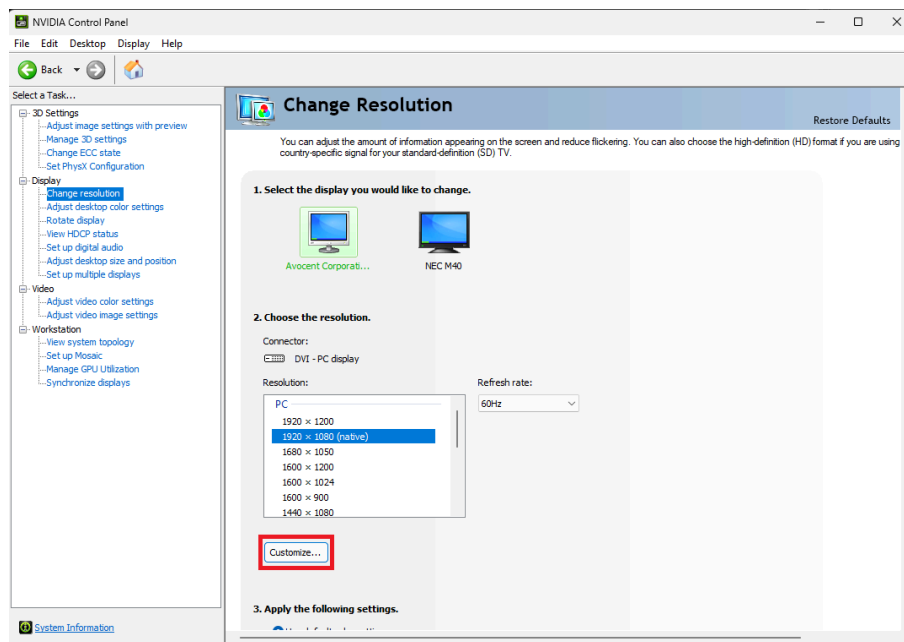 NVIDIA Control Panel
File Edit Desktop Display Help
Back
Select a Task...
3D Settings
Adjust image settings with preview
Manage 3D settings
Change ECC state
Set PhysX Configuration
Display
Change resolution
Adjust desktop color settings
Rotate display
View HDCP status
Set up digital audio
Adjust desktop size and position
Set up multiple displays
Video
Adjust video color settings
Adjust video image settings
Workstation
View system topology
Set up Mosaic
Manage GPU Utilization
Synchronize displays
System Information
Change Resolution
Restore Defaults
You can adjust the amount of information appearing on the screen and reduce flickering. You can also choose the high-definition (HD) format if you are using
country-specific signal for your standard-definition (SD) TV.
1. Select the display you would like to change.
Avocent Corporati... NEC M40
2. Choose the resolution.
Connector:
DVI - PC display
Resolution: Refresh rate:
PC 60Hz
1920 × 1200
1920 × 1080 (native)
1680 × 1050
1600 × 1200
1600 × 1024
1600 × 900
1440 × 1080
Customize...
3. Apply the following settings.